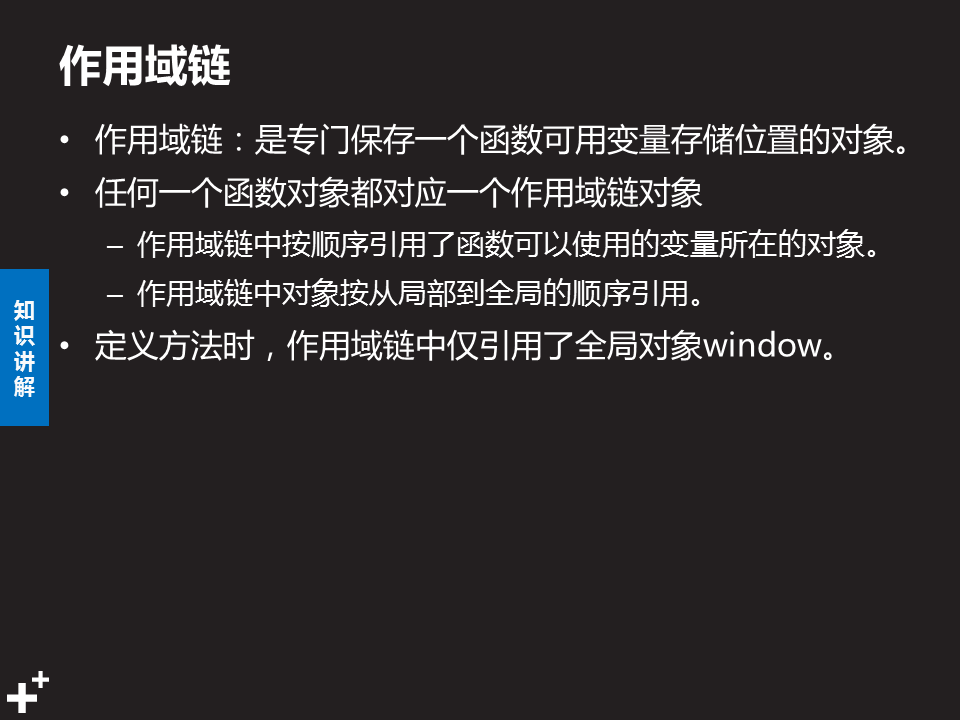 作用域链
• 作用域链：是专门保存一个函数可用变量存储位置的对象。
• 任何一个函数对象都对应一个作用域链对象
– 作用域链中按顺序引用了函数可以使用的变量所在的对象。
– 作用域链中对象按从局部到全局的顺序引用。
知识讲解
• 定义方法时，作用域链中仅引用了全局对象window。